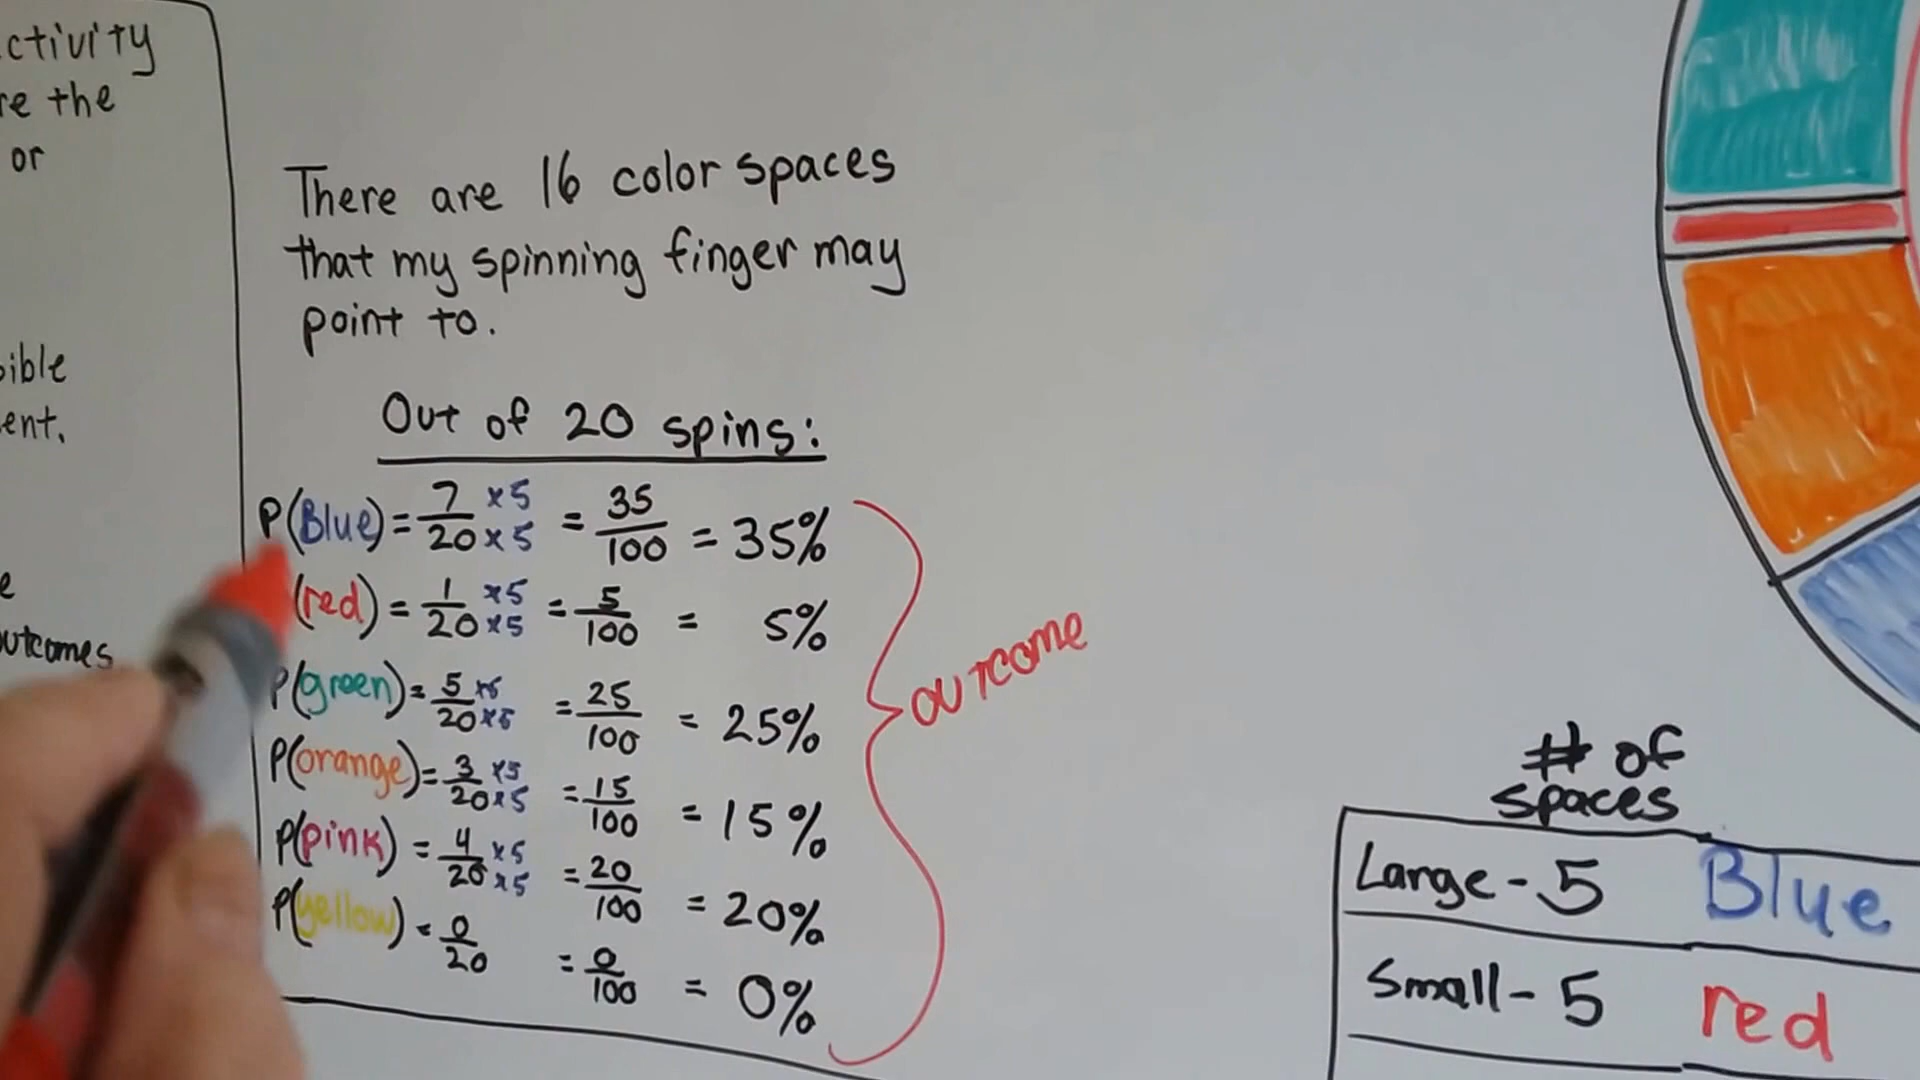 ctivity
re the
or
ible
ent.
e
utcomes
There are 16 color spaces
that my spinning finger may
point to.
Out of 20 spins:
P(Blue) = 7/20 ×5/×5 = 35/100 = 35%
(red) = 1/20 ×5/×5 = 5/100 = 5%
P(green) = 5/20 ×5/×5 = 25/100 = 25%
P(orange) = 3/20 ×5/×5 = 15/100 = 15%
P(pink) = 4/20 ×5/×5 = 20/100 = 20%
P(yellow) = 0/20 = 0/100 = 0%
outcome
# of
spaces
Large - 5 Blue
Small - 5 red